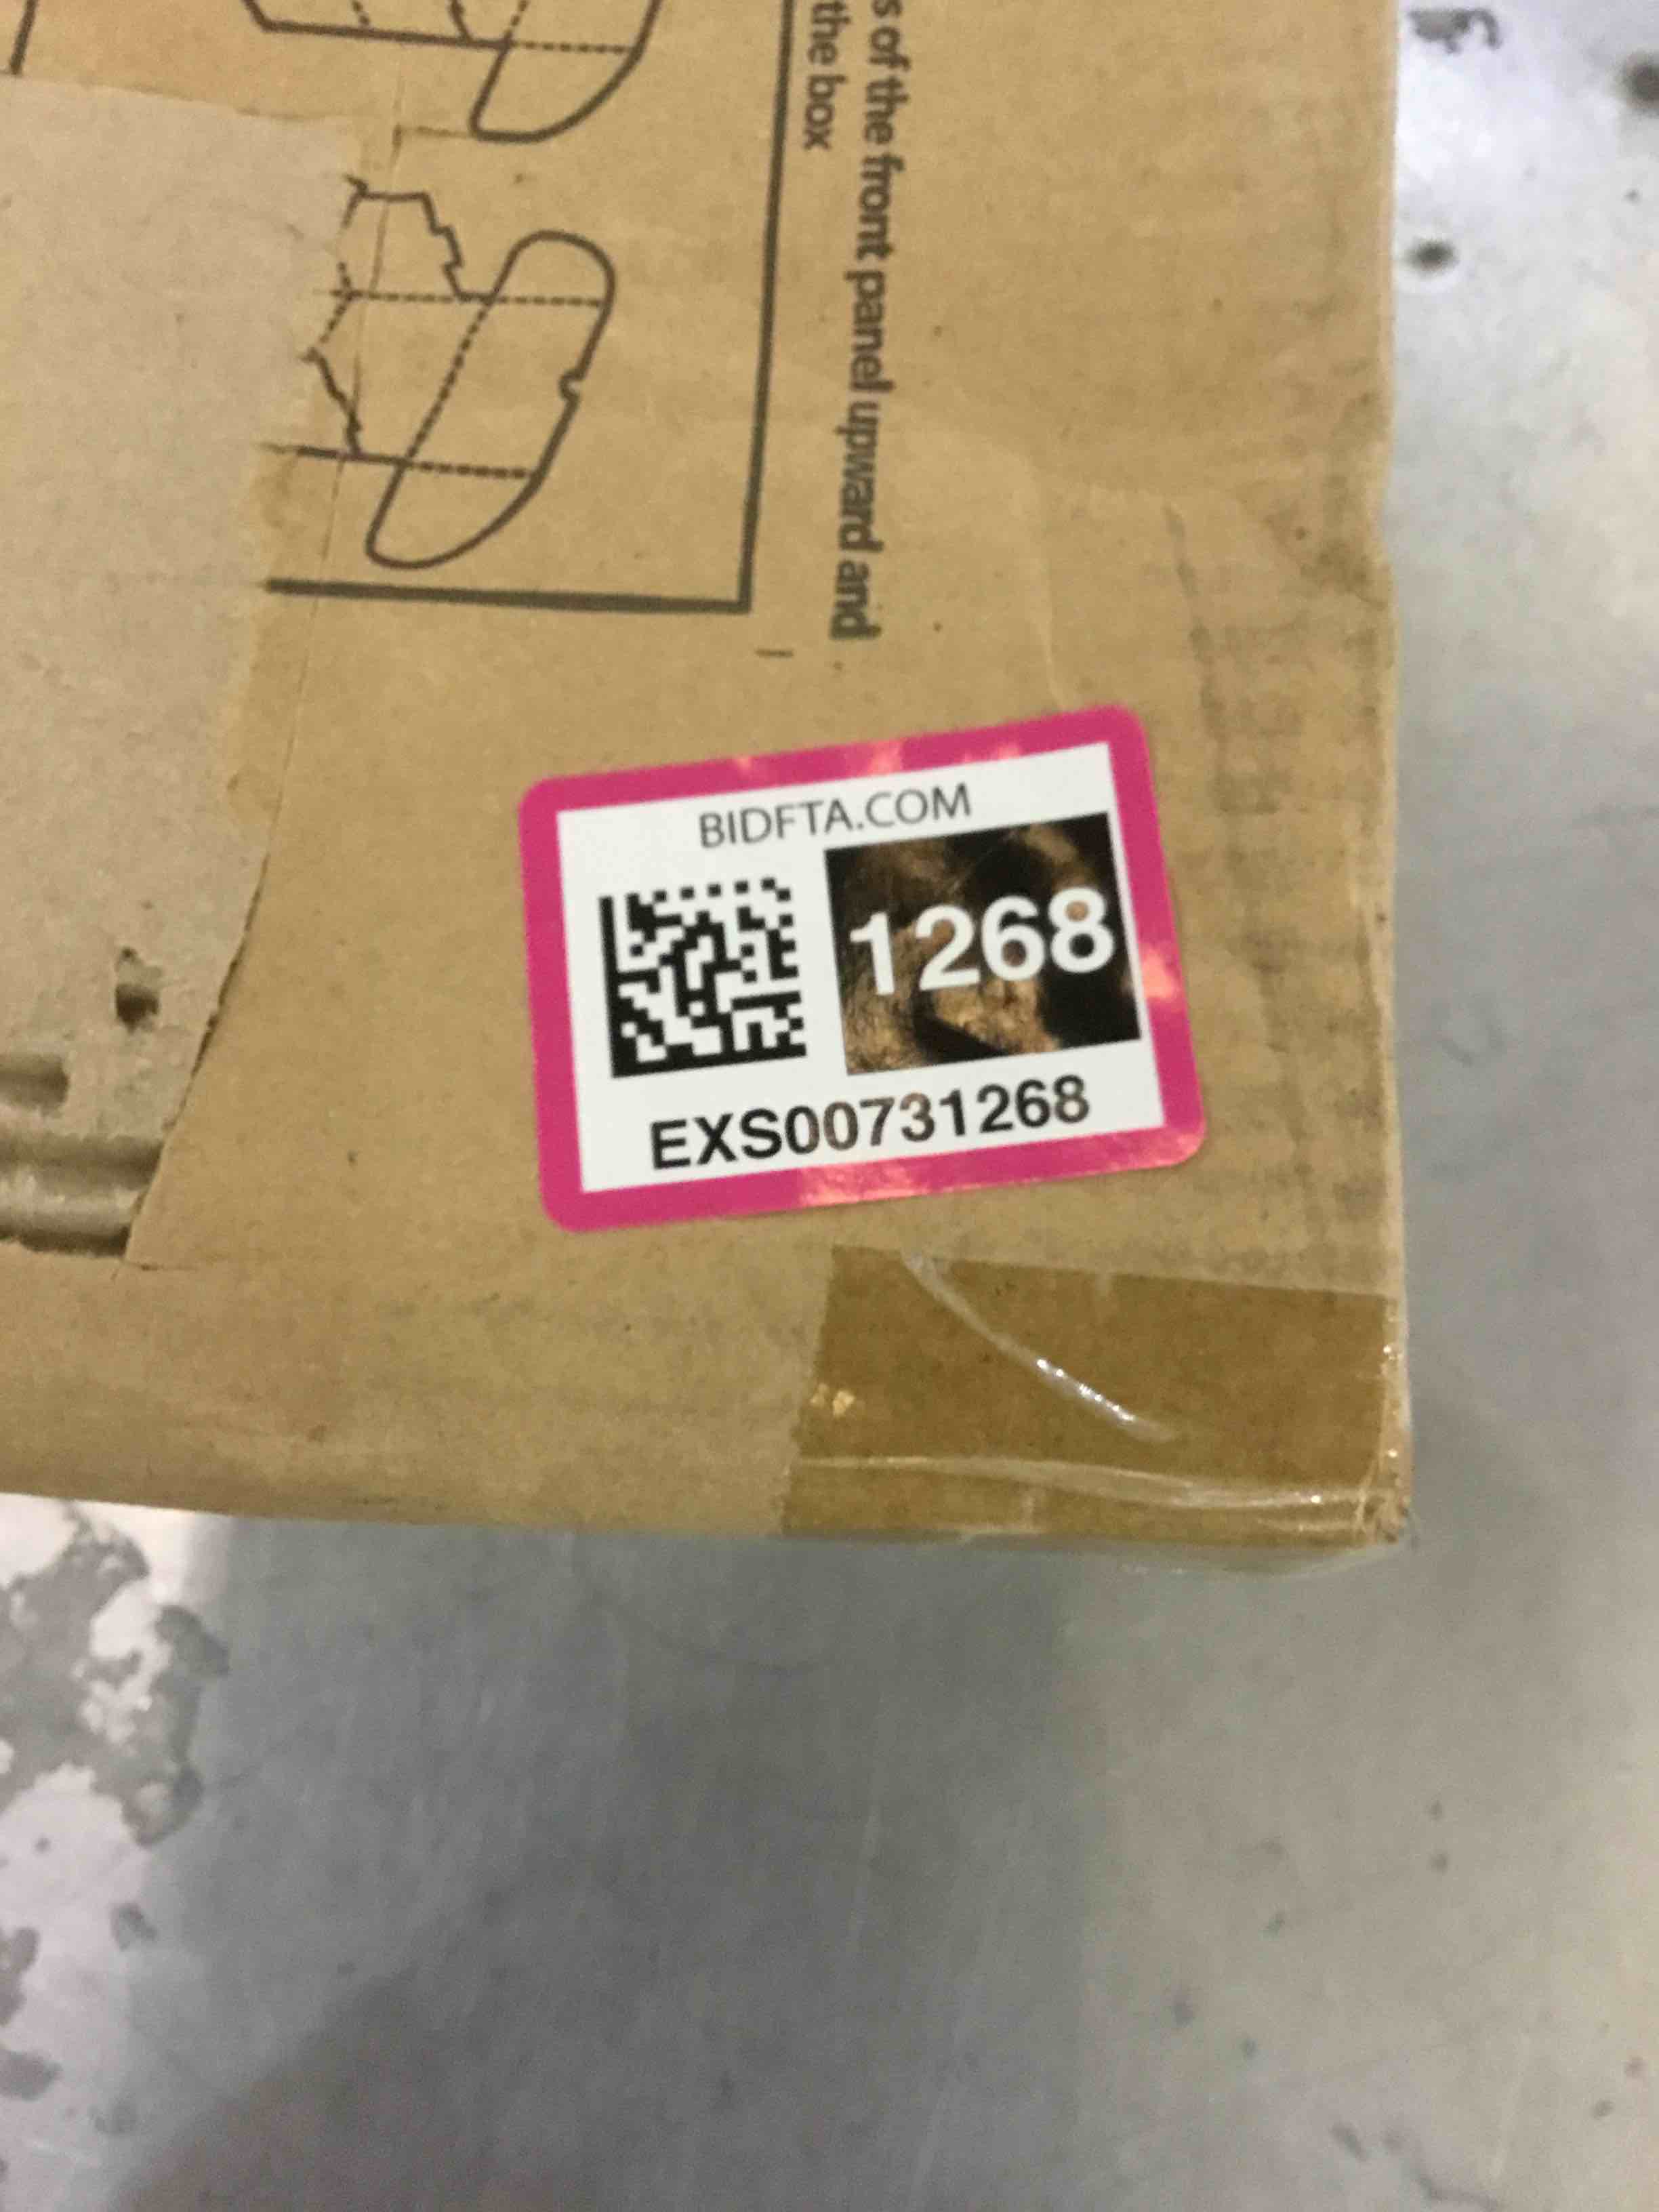 s of the front panel upward and
the box
BIDFTA.COM
1268
EXS00731268